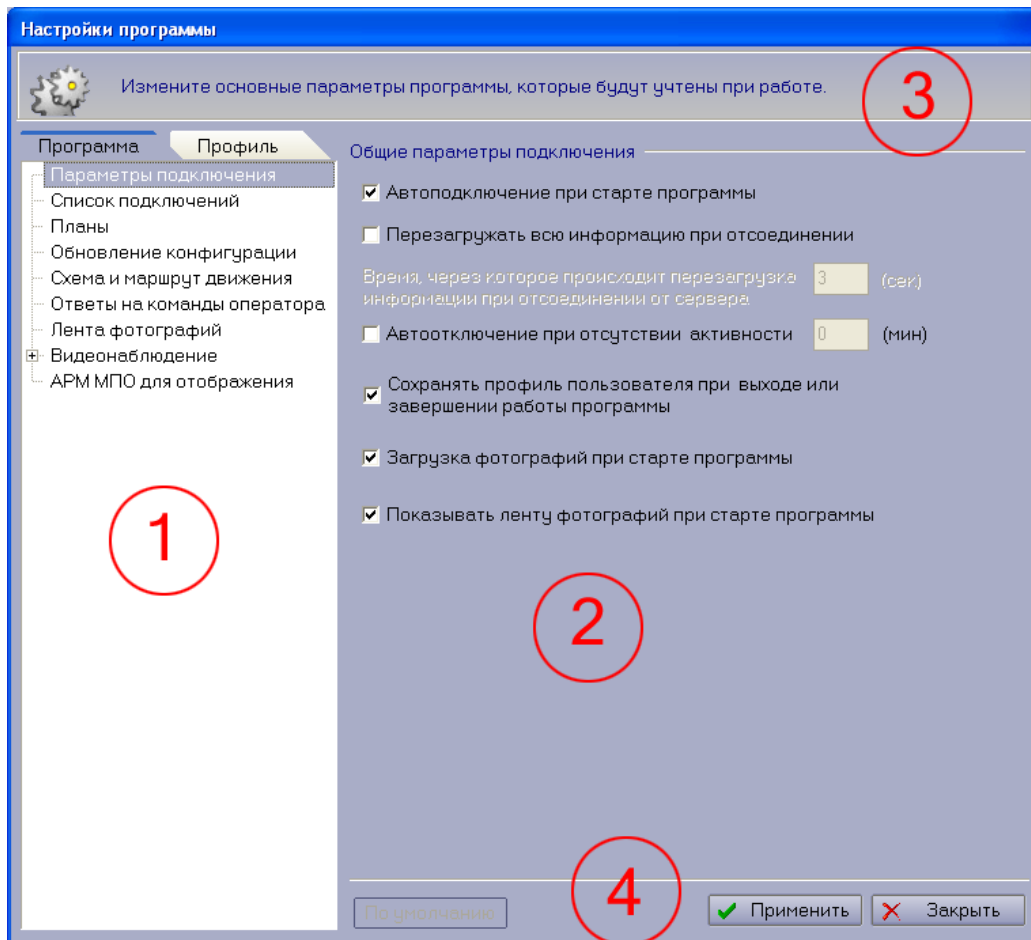 Настройки программы
Измените основные параметры программы, которые будут учтены при работе.
3
Программа
Профиль
Параметры подключения
Список подключений
Планы
Обновление конфигурации
Схема и маршрут движения
Ответы на команды оператора
Лента фотографий
Видеонаблюдение
АРМ МПО для отображения
1
Общие параметры подключения
Автоподключение при старте программы
Перезагружать всю информацию при отсоединении
Время, через которое происходит перезагрузка 3 (сек)
информации при отсоединении от сервера
Автоотключение при отсутствии активности 0 (мин)
Сохранять профиль пользователя при выходе или
завершении работы программы
Загрузка фотографий при старте программы
Показывать ленту фотографий при старте программы
2
4
По умолчанию
Применить
Закрыть